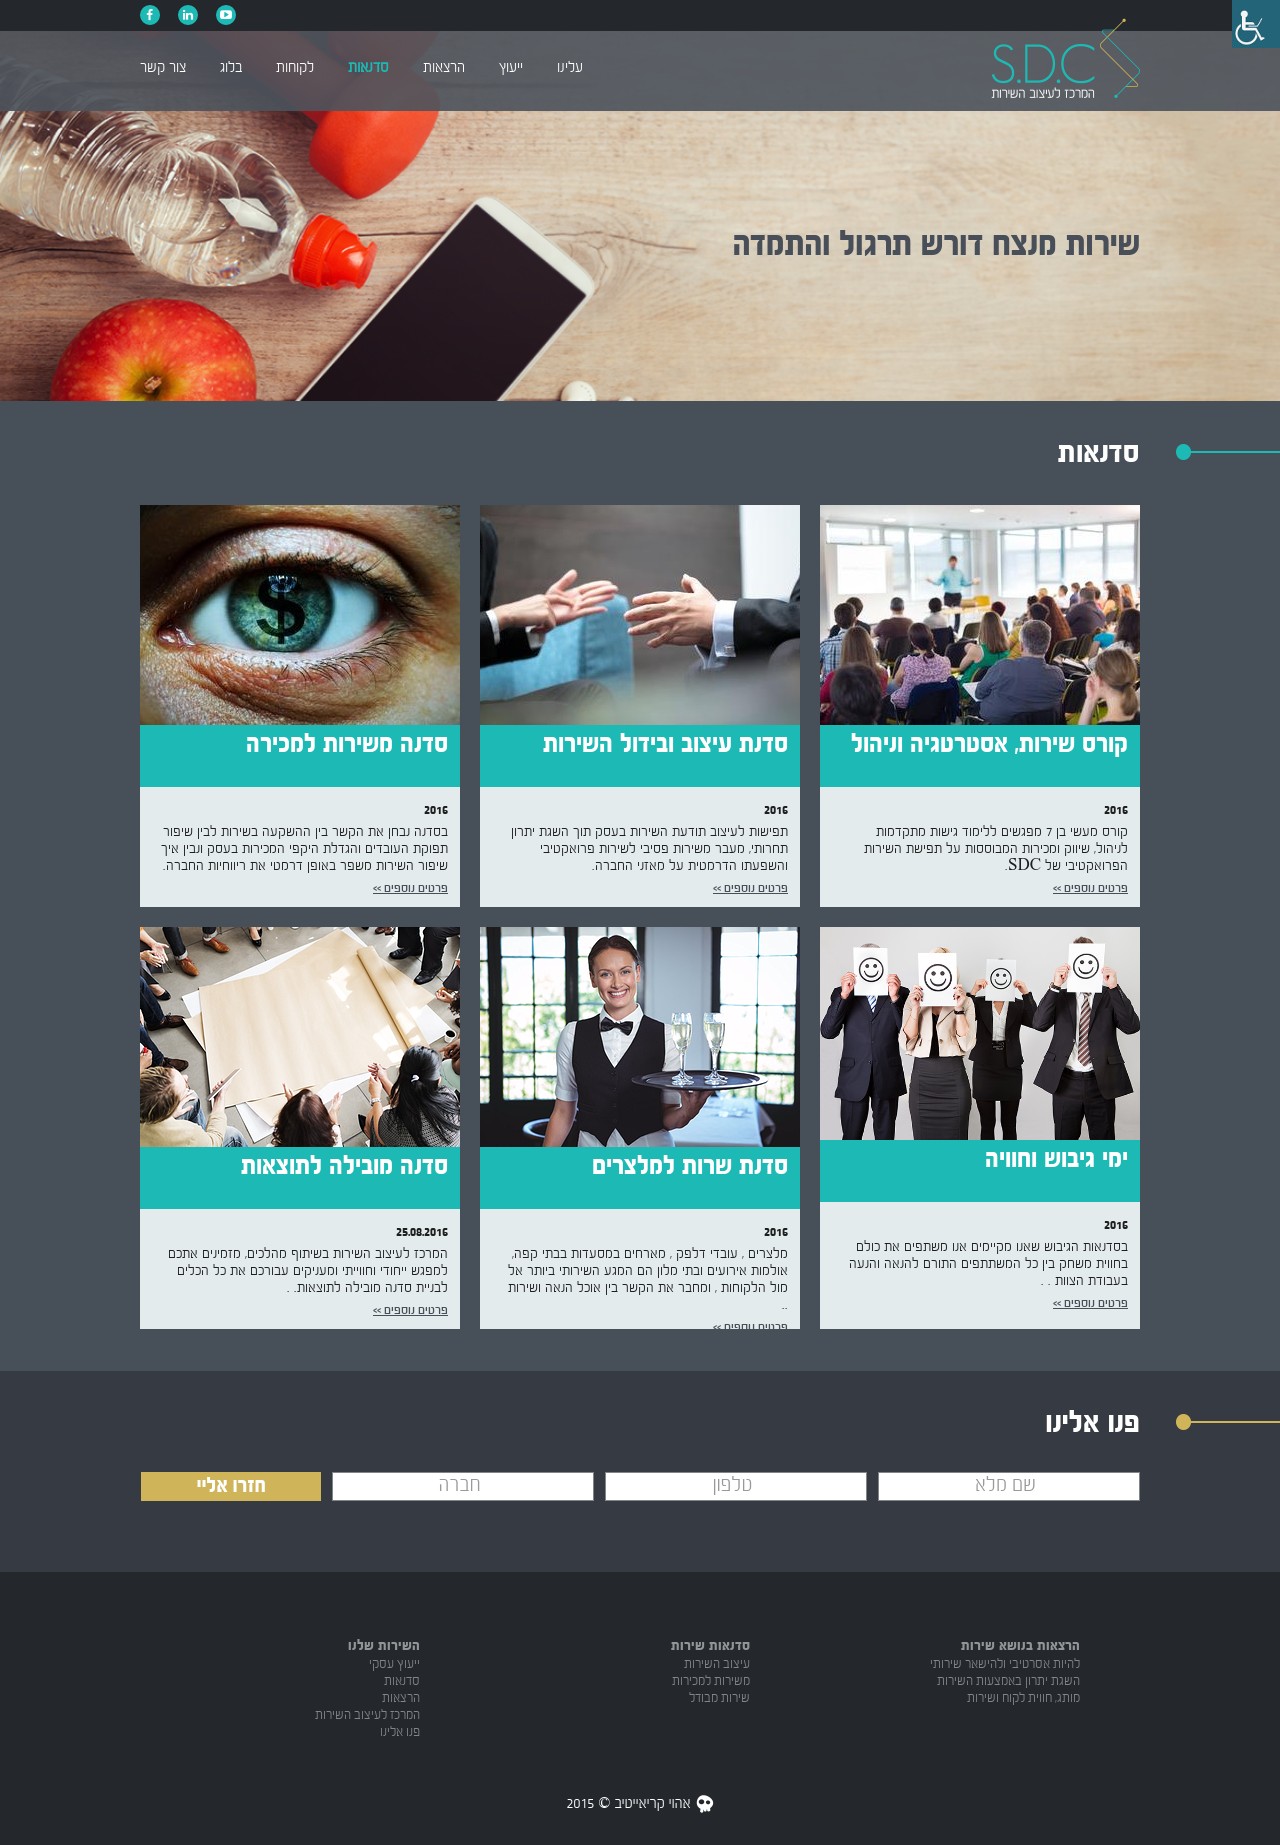 S.D.C
המרכז לעיצוב השירות
עלינו
ייעוץ
הרצאות
סדנאות
לקוחות
בלוג
צור קשר
שירות מנצח דורש תרגול והתמדה
סדנאות
קורס שירות, אסטרטגיה וניהול
2016
קורס מעשי בן 7 מפגשים ללימוד גישות מתקדמות
לניהול, שיווק ומכירות המבוססות על תפישת השירות
הפרואקטיבי של SDC.
פרטים נוספים >>
סדנת עיצוב ובידול השירות
2016
תפישות לעיצוב תודעת השירות בעסק תוך השגת יתרון
תחרותי, מעבר משירות פסיבי לשירות פרואקטיבי
והשפעתו הדרמטית על מאזני החברה.
פרטים נוספים >>
סדנה משירות למכירה
2016
בסדנה נבחן את הקשר בין ההשקעה בשירות לבין שיפור
תפוקת העובדים והגדלת היקפי המכירות בעסק ונבין איך
שיפור השירות משפר באופן דרמטי את ריווחיות החברה.
פרטים נוספים >>
ימי גיבוש וחוויה
2016
בסדנאות הגיבוש שאנו מקיימים אנו משתפים את כולם
בחווית משחק בין כל המשתתפים התורם להנאה והנעה
בעבודת הצוות . .
פרטים נוספים >>
סדנת שרות למלצרים
2016
מלצרים , עובדי דלפק , מארחים במסעדות בבתי קפה,
אולמות אירועים ובתי מלון הם המגע השירותי ביותר אל
מול הלקוחות , ומחבר את הקשר בין אוכל הנאה ושירות
..
פרטים נוספים >>
סדנה מובילה לתוצאות
25.08.2016
המרכז לעיצוב השירות בשיתוף מהלכים, מזמינים אתכם
למפגש ייחודי וחווייתי ומעניקים עבורכם את כל הכלים
לבניית סדנה מובילה לתוצאות. .
פרטים נוספים >>
פנו אלינו
שם מלא
טלפון
חברה
חזרו אליי
הרצאות בנושא שירות
להיות אסרטיבי ולהישאר שירותי
השגת יתרון באמצעות השירות
מותג, חווית לקוח ושירות
סדנאות שירות
עיצוב השירות
משירות למכירות
שירות מבודל
השירות שלנו
ייעוץ עסקי
סדנאות
הרצאות
המרכז לעיצוב השירות
פנו אלינו
אהוי קריאייטיב © 2015